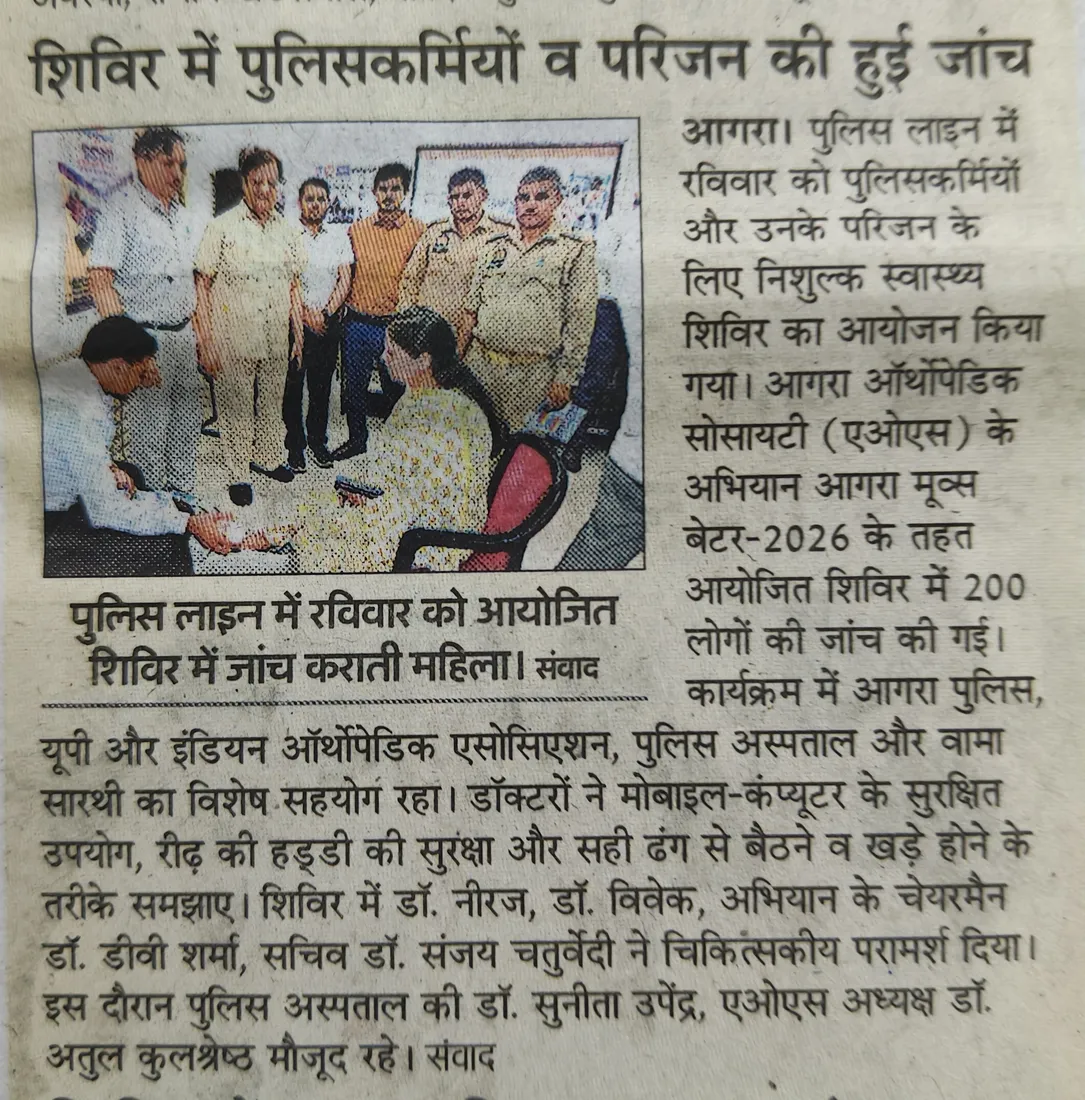 शिविर में पुलिसकर्मियों व परिजन की हुई जांच
आगरा। पुलिस लाइन में
रविवार को पुलिसकर्मियों
और उनके परिजन के
लिए निशुल्क स्वास्थ्य
शिविर का आयोजन किया
गया। आगरा ऑर्थोपेडिक
सोसायटी (एओएस) के
अभियान आगरा मूव्स
बेटर-2026 के तहत
आयोजित शिविर में 200
लोगों की जांच की गई।
कार्यक्रम में आगरा पुलिस,
पुलिस लाइन में रविवार को आयोजित
शिविर में जांच कराती महिला। संवाद
यूपी और इंडियन ऑर्थोपेडिक एसोसिएशन, पुलिस अस्पताल और वामा
सारथी का विशेष सहयोग रहा। डॉक्टरों ने मोबाइल-कंप्यूटर के सुरक्षित
उपयोग, रीढ़ की हड्डी की सुरक्षा और सही ढंग से बैठने व खड़े होने के
तरीके समझाए। शिविर में डॉ. नीरज, डॉ. विवेक, अभियान के चेयरमैन
डॉ. डीवी शर्मा, सचिव डॉ. संजय चतुर्वेदी ने चिकित्सकीय परामर्श दिया।
इस दौरान पुलिस अस्पताल की डॉ. सुनीता उपेंद्र, एओएस अध्यक्ष डॉ.
अतुल कुलश्रेष्ठ मौजूद रहे। संवाद